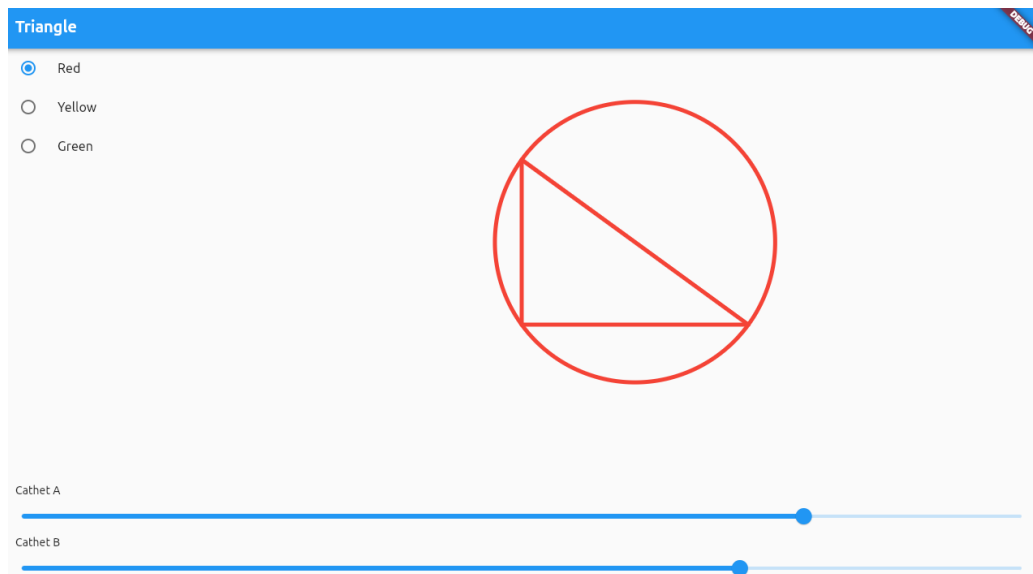 Triangle
DEBUG
Red
Yellow
Green
Cathet A
Cathet B